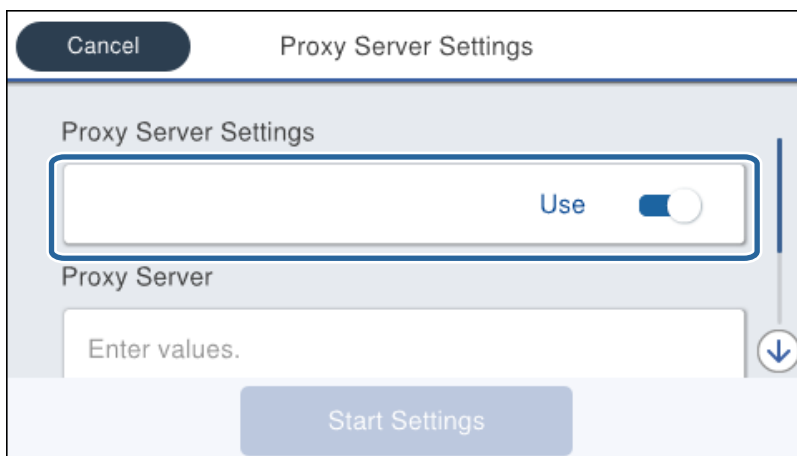 Cancel Proxy Server Settings
Proxy Server Settings
Use
Proxy Server
Enter values.
Start Settings